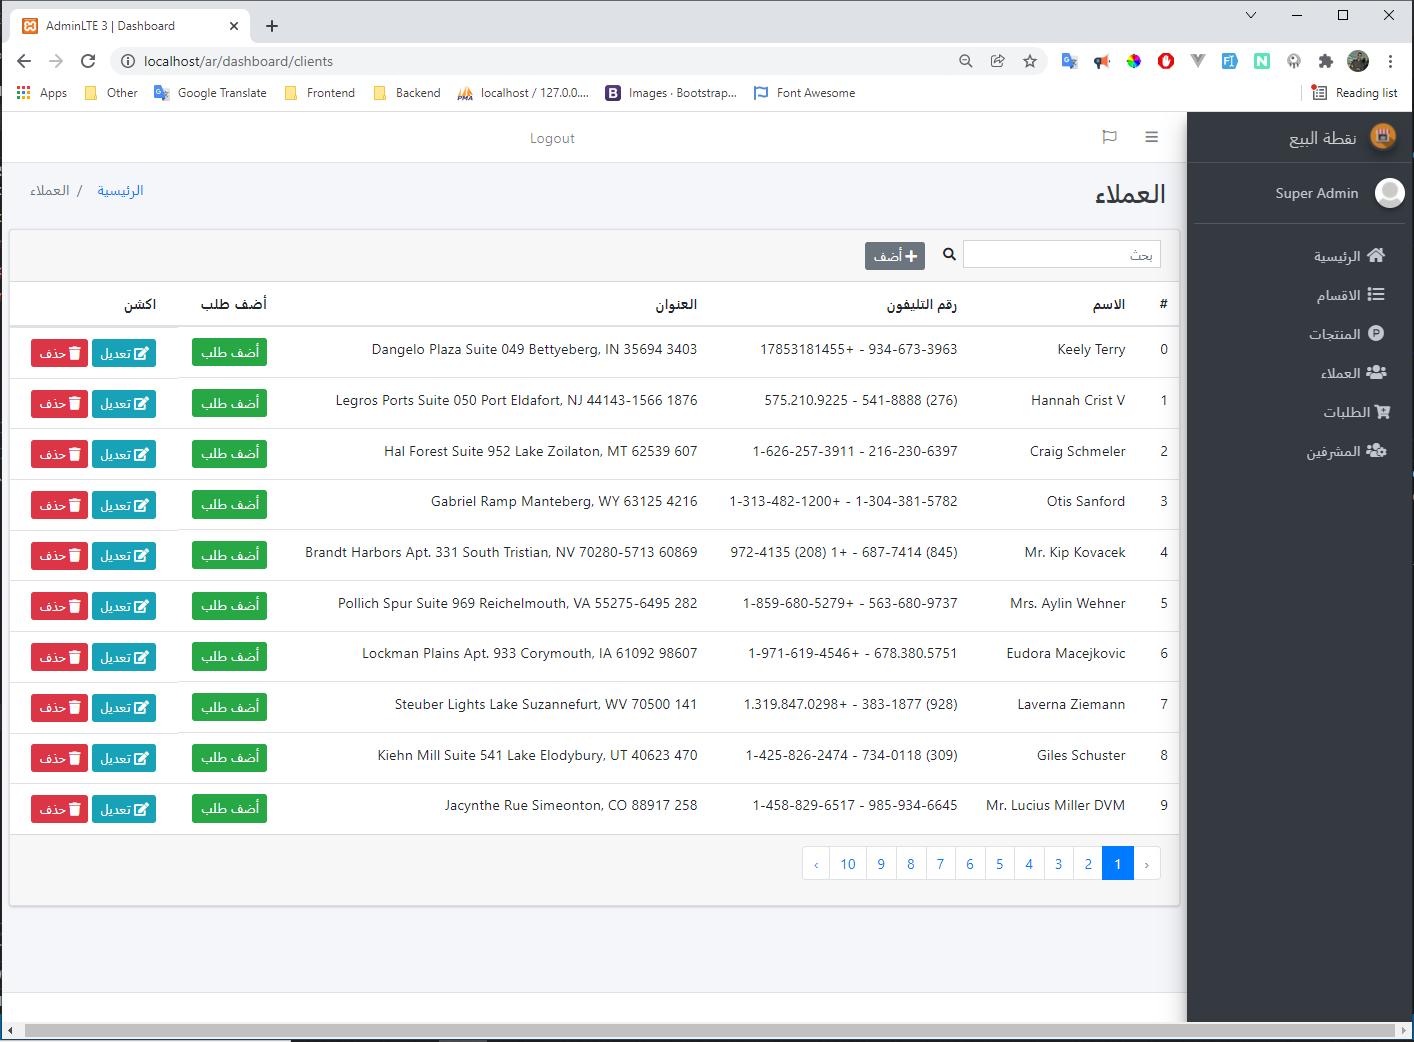 AdminLTE 3 | Dashboard
localhost/ar/dashboard/clients
Apps
Other
Google Translate
Frontend
Backend
localhost / 127.0.0....
Images · Bootstrap...
Font Awesome
Reading list
نقطة البيع
Logout
Super Admin
الرئيسية
الاقسام
المنتجات
العملاء
الطلبات
المشرفين
العملاء
الرئيسية / العملاء
بحث
أضف
# الاسم رقم التليفون العنوان أضف طلب اكشن
0 Keely Terry 17853181455+ - 934-673-3963 Dangelo Plaza Suite 049 Bettyeberg, IN 35694 3403 أضف طلب تعديل حذف
1 Hannah Crist V 575.210.9225 - 541-8888 (276) Legros Ports Suite 050 Port Eldafort, NJ 44143-1566 1876 أضف طلب تعديل حذف
2 Craig Schmeler 1-626-257-3911 - 216-230-6397 Hal Forest Suite 952 Lake Zoilaton, MT 62539 607 أضف طلب تعديل حذف
3 Otis Sanford 1-313-482-1200+ - 1-304-381-5782 Gabriel Ramp Manteberg, WY 63125 4216 أضف طلب تعديل حذف
4 Mr. Kip Kovacek 972-4135 (208) 1+ - 687-7414 (845) Brandt Harbors Apt. 331 South Tristian, NV 70280-5713 60869 أضف طلب تعديل حذف
5 Mrs. Aylin Wehner 1-859-680-5279+ - 563-680-9737 Pollich Spur Suite 969 Reichelmouth, VA 55275-6495 282 أضف طلب تعديل حذف
6 Eudora Macejkovic 1-971-619-4546+ - 678.380.5751 Lockman Plains Apt. 933 Corymouth, IA 61092 98607 أضف طلب تعديل حذف
7 Laverna Ziemann 1.319.847.0298+ - 383-1877 (928) Steuber Lights Lake Suzannefurt, WV 70500 141 أضف طلب تعديل حذف
8 Giles Schuster 1-425-826-2474 - 734-0118 (309) Kiehn Mill Suite 541 Lake Elodybury, UT 40623 470 أضف طلب تعديل حذف
9 Mr. Lucius Miller DVM 1-458-829-6517 - 985-934-6645 Jacynthe Rue Simeonton, CO 88917 258 أضف طلب تعديل حذف
‹ 1 2 3 4 5 6 7 8 9 10 ›